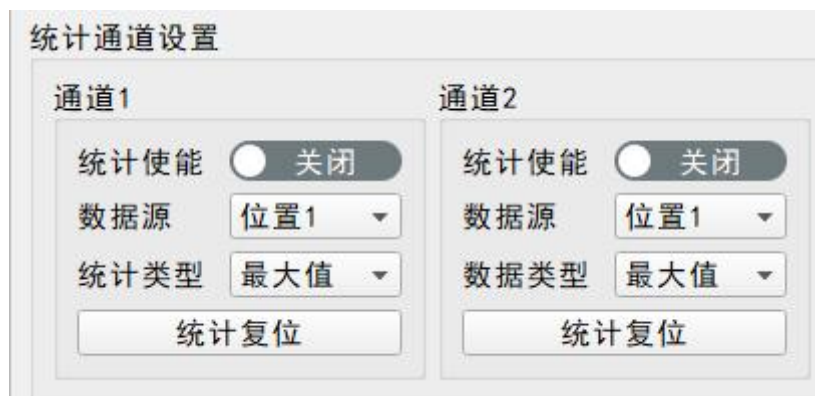 统计通道设置
通道1
统计使能 关闭
数据源 位置1
统计类型 最大值
统计复位
通道2
统计使能 关闭
数据源 位置1
数据类型 最大值
统计复位